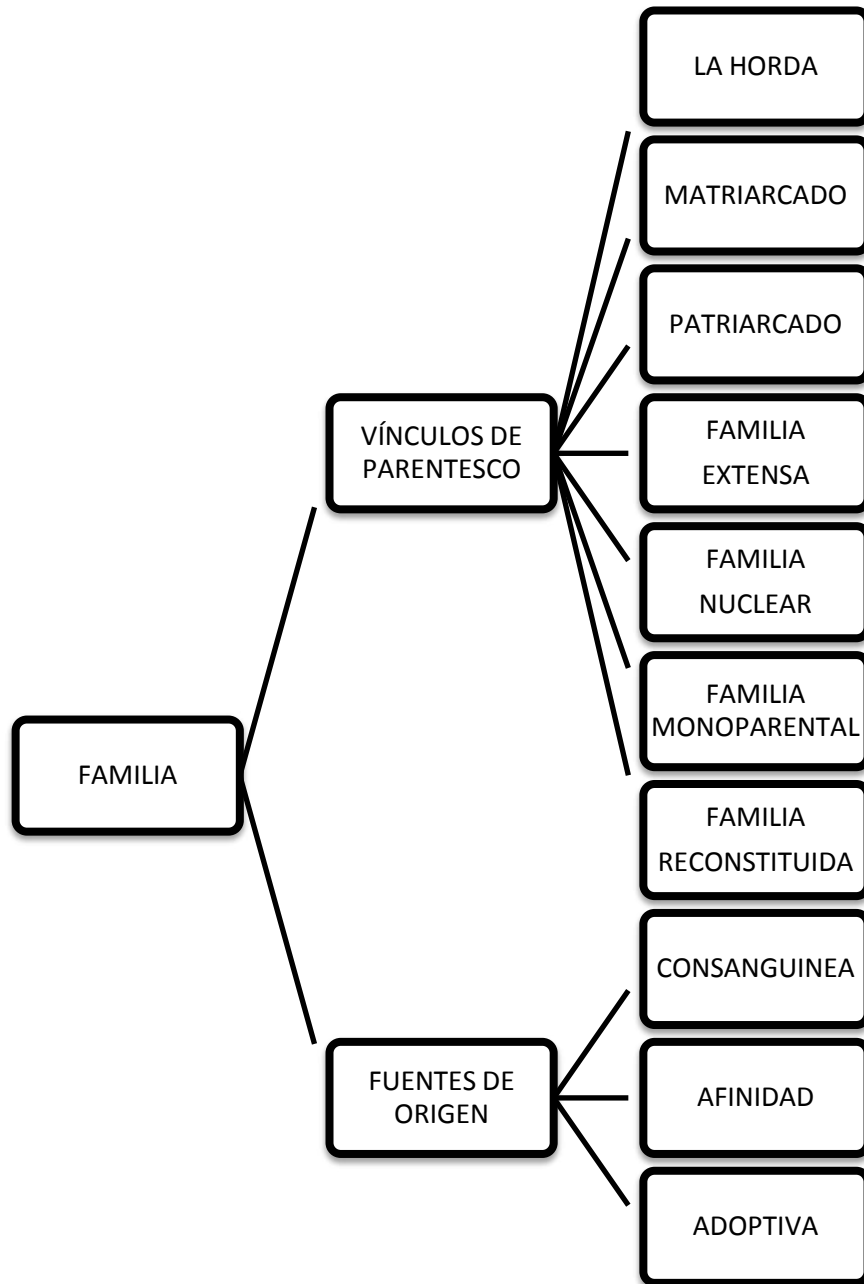 LA HORDA
MATRIARCADO
PATRIARCADO
VÍNCULOS DE
PARENTESCO
FAMILIA
EXTENSA
FAMILIA
NUCLEAR
FAMILIA
MONOPARENTAL
FAMILIA
FAMILIA
RECONSTITUIDA
CONSANGUINEA
FUENTES DE
ORIGEN
AFINIDAD
ADOPTIVA